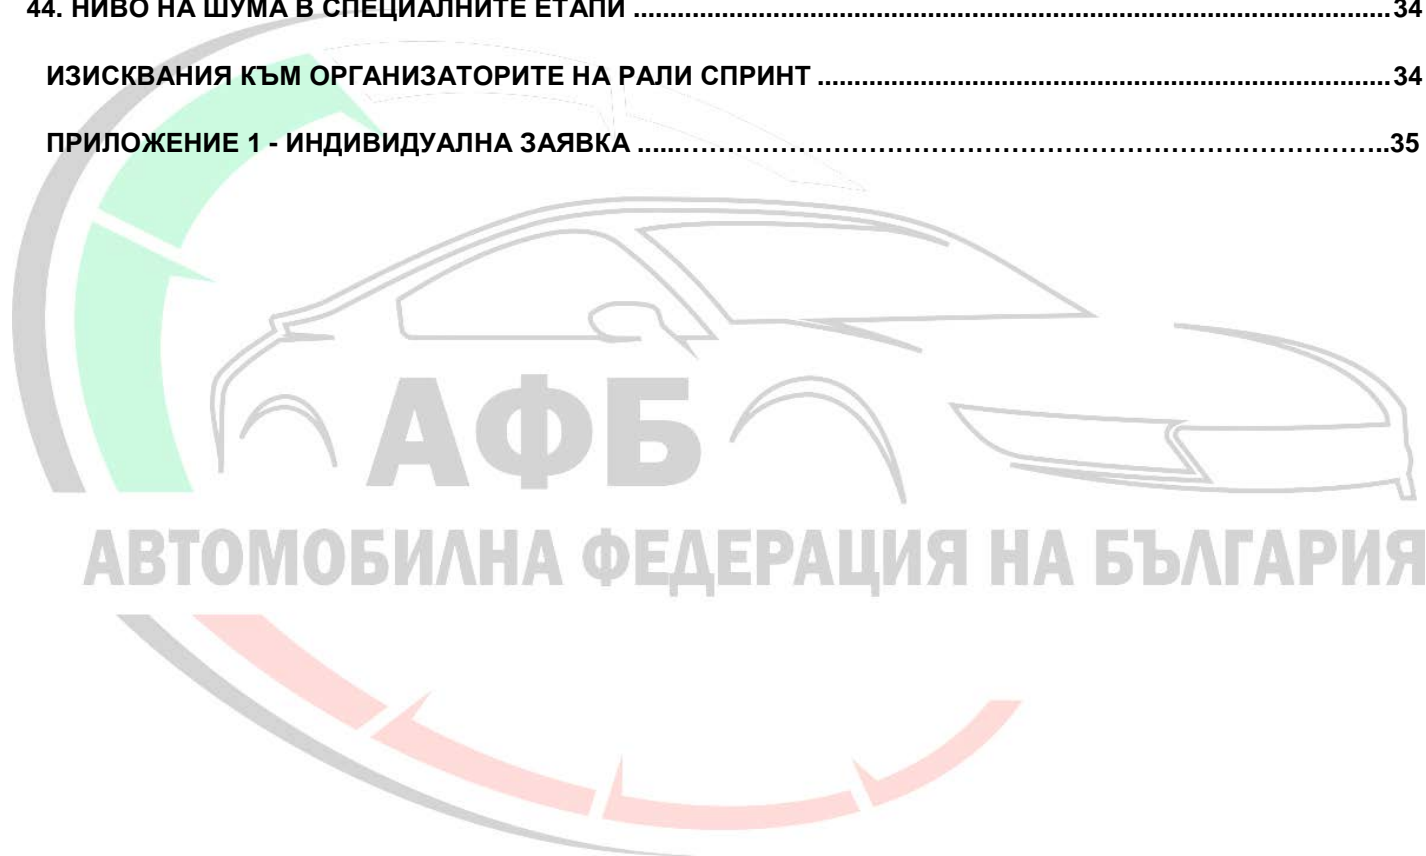 44. НИВО НА ШУМА В СПЕЦИАЛНИТЕ ЕТАПИ ........................................................................................................ 34
ИЗИСКВАНИЯ КЪМ ОРГАНИЗАТОРИТЕ НА РАЛИ СПРИНТ ............................................................................... 34
ПРИЛОЖЕНИЕ 1 - ИНДИВИДУАЛНА ЗАЯВКА ......…………………………………………………………………………..35
АФБ
АВТОМОБИЛНА ФЕДЕРАЦИЯ НА БЪЛГАРИЯ